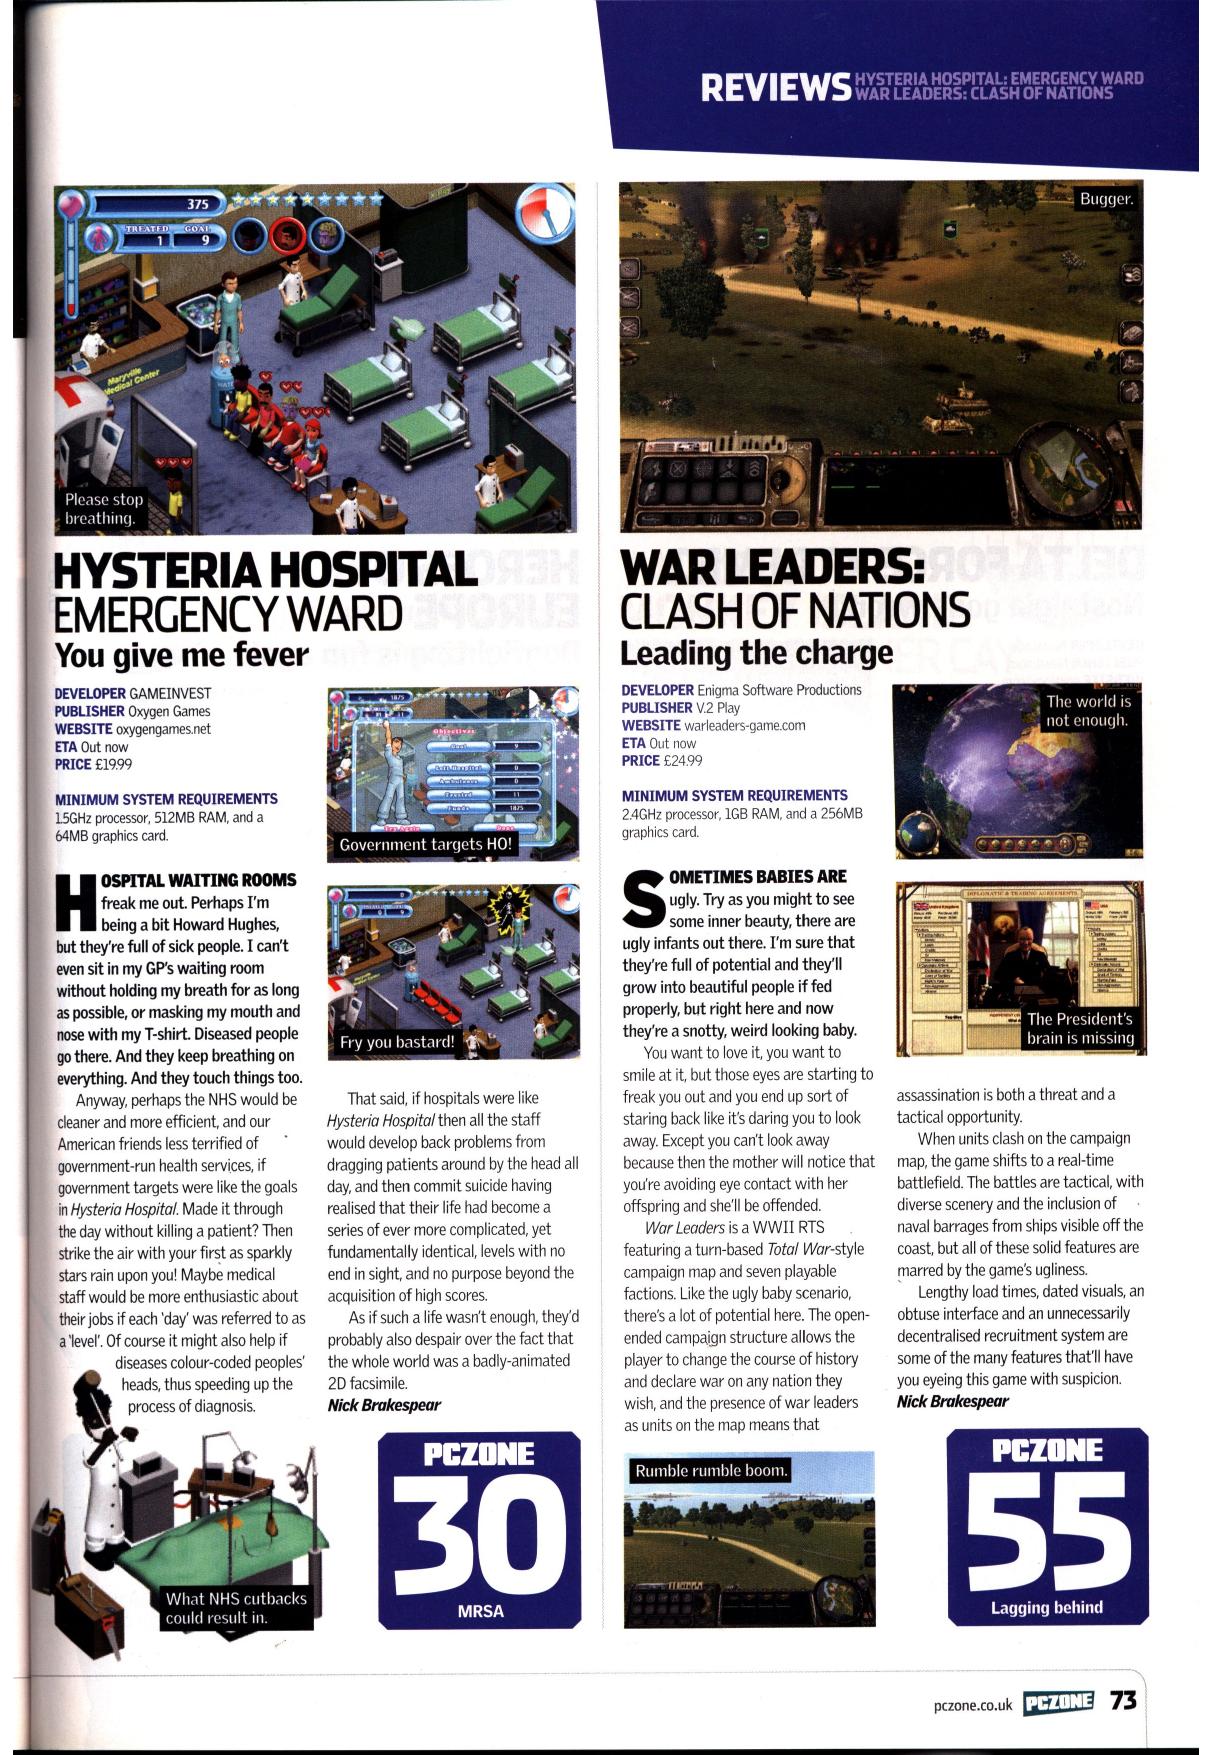 REVIEWS HYSTERIA HOSPITAL: EMERGENCY WARD
WAR LEADERS: CLASH OF NATIONS
375
TREATED GOAL
1 9
Maryville
Medical Center
Please stop
breathing.
HYSTERIA HOSPITAL
EMERGENCY WARD
You give me fever
DEVELOPER GAMEINVEST
PUBLISHER Oxygen Games
WEBSITE oxygengames.net
ETA Out now
PRICE £19.99
MINIMUM SYSTEM REQUIREMENTS
1.5GHz processor, 512MB RAM, and a
64MB graphics card.
1875
Objectives
Goal 9
Left Hospital 0
Ambulance 0
Treated 11
Funds 1875
Try Again
Done
Government targets HO!
Fry you bastard!
HOSPITAL WAITING ROOMS
freak me out. Perhaps I'm
being a bit Howard Hughes,
but they're full of sick people. I can't
even sit in my GP's waiting room
without holding my breath for as long
as possible, or masking my mouth and
nose with my T-shirt. Diseased people
go there. And they keep breathing on
everything. And they touch things too.
Anyway, perhaps the NHS would be
cleaner and more efficient, and our
American friends less terrified of
government-run health services, if
government targets were like the goals
in Hysteria Hospital. Made it through
the day without killing a patient? Then
strike the air with your first as sparkly
stars rain upon you! Maybe medical
staff would be more enthusiastic about
their jobs if each 'day' was referred to as
a 'level'. Of course it might also help if
diseases colour-coded peoples'
heads, thus speeding up the
process of diagnosis.
What NHS cutbacks
could result in.
That said, if hospitals were like
Hysteria Hospital then all the staff
would develop back problems from
dragging patients around by the head all
day, and then commit suicide having
realised that their life had become a
series of ever more complicated, yet
fundamentally identical, levels with no
end in sight, and no purpose beyond the
acquisition of high scores.
As if such a life wasn't enough, they'd
probably also despair over the fact that
the whole world was a badly-animated
2D facsimile.
Nick Brakespear
PCZONE
30
MRSA
Bugger.
WAR LEADERS:
CLASH OF NATIONS
Leading the charge
DEVELOPER Enigma Software Productions
PUBLISHER V.2 Play
WEBSITE warleaders-game.com
ETA Out now
PRICE £24.99
MINIMUM SYSTEM REQUIREMENTS
2.4GHz processor, 1GB RAM, and a 256MB
graphics card.
The world is
not enough.
DIPLOMATIC & TRADING AGREEMENTS
United Kingdom
USA
The President's
brain is missing
SOMETIMES BABIES ARE
ugly. Try as you might to see
some inner beauty, there are
ugly infants out there. I'm sure that
they're full of potential and they'll
grow into beautiful people if fed
properly, but right here and now
they're a snotty, weird looking baby.
You want to love it, you want to
smile at it, but those eyes are starting to
freak you out and you end up sort of
staring back like it's daring you to look
away. Except you can't look away
because then the mother will notice that
you're avoiding eye contact with her
offspring and she'll be offended.
War Leaders is a WWII RTS
featuring a turn-based Total War-style
campaign map and seven playable
factions. Like the ugly baby scenario,
there's a lot of potential here. The open-
ended campaign structure allows the
player to change the course of history
and declare war on any nation they
wish, and the presence of war leaders
as units on the map means that
Rumble rumble boom.
assassination is both a threat and a
tactical opportunity.
When units clash on the campaign
map, the game shifts to a real-time
battlefield. The battles are tactical, with
diverse scenery and the inclusion of
naval barrages from ships visible off the
coast, but all of these solid features are
marred by the game's ugliness.
Lengthy load times, dated visuals, an
obtuse interface and an unnecessarily
decentralised recruitment system are
some of the many features that'll have
you eyeing this game with suspicion.
Nick Brakespear
PCZONE
55
Lagging behind
pczone.co.uk PCZONE 73